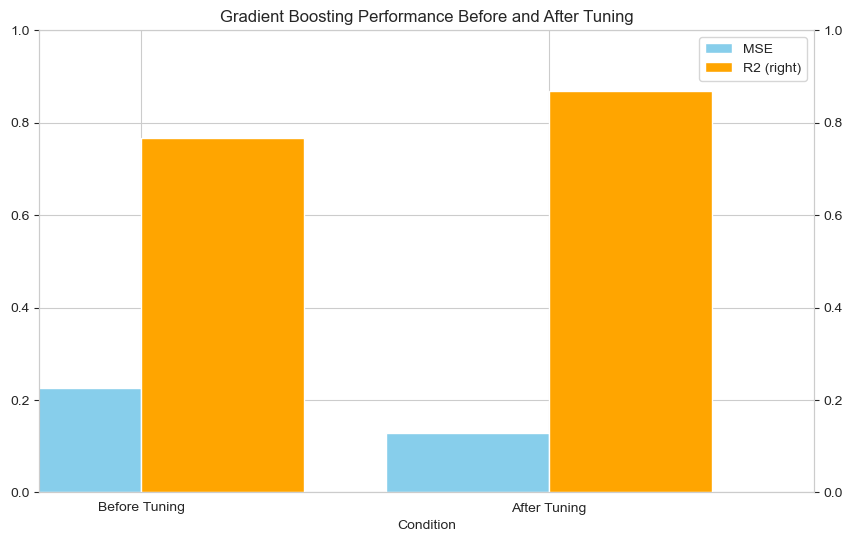 Gradient Boosting Performance Before and After Tuning
1.0
0.8
0.6
0.4
0.2
0.0
1.0
0.8
0.6
0.4
0.2
0.0
MSE
R2 (right)
Before Tuning
After Tuning
Condition